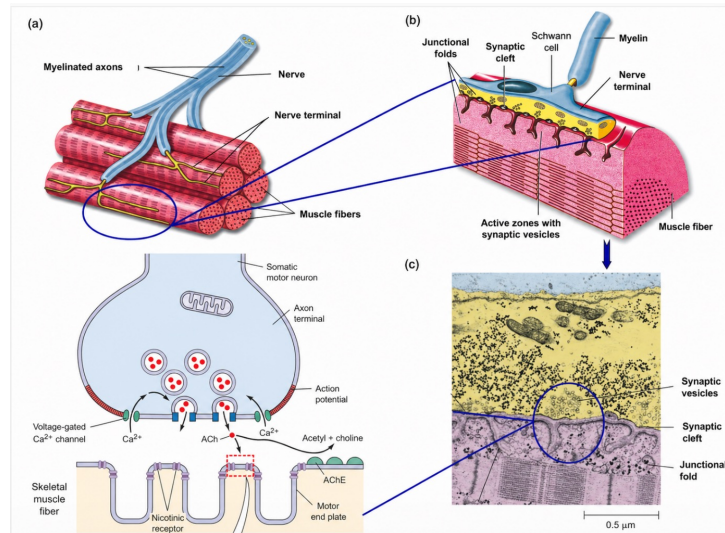 (a)
Myelinated axons
Nerve
Nerve terminal
Muscle fibers
(b)
Junctional
folds
Synaptic
cleft
Schwann
cell
Myelin
Nerve
terminal
Active zones with
synaptic vesicles
Muscle fiber
Somatic
motor neuron
Axon
terminal
Action
potential
Voltage-gated
Ca2+ channel
Ca2+
ACh
Ca2+
Acetyl + choline
AChE
Skeletal
muscle
fiber
Nicotinic
receptor
Motor
end plate
(c)
Synaptic
vesicles
Synaptic
cleft
Junctional
fold
0.5 μm